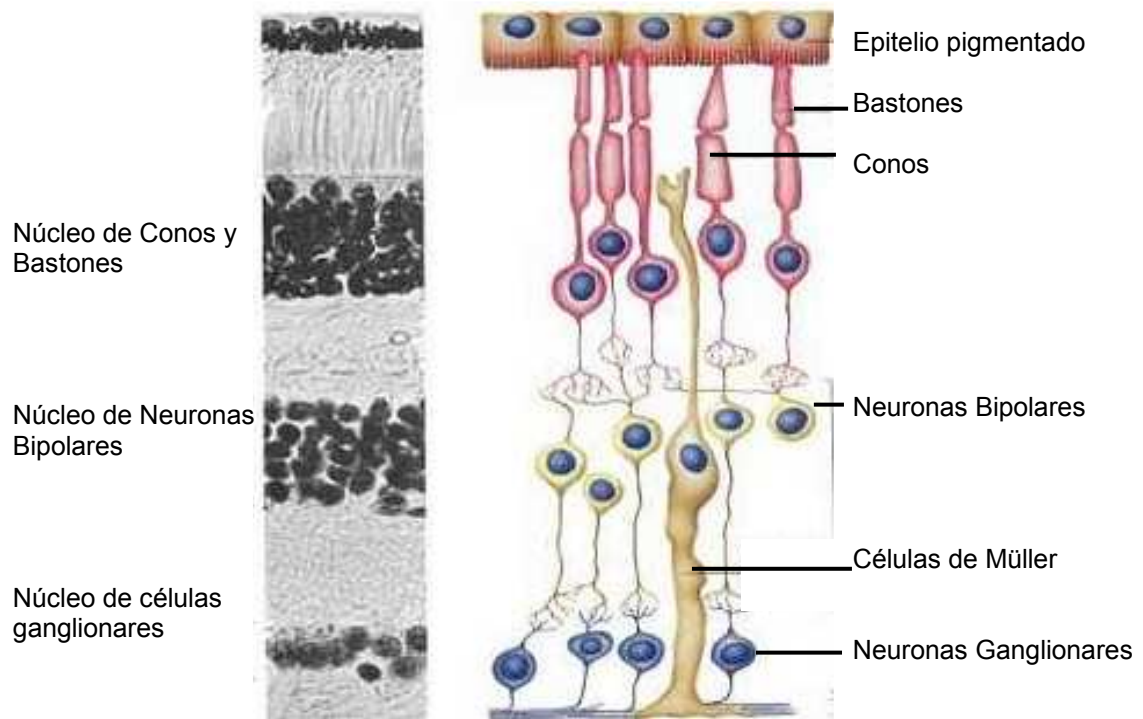 Epitelio pigmentado
Bastones
Conos
Núcleo de Conos y
Bastones
Núcleo de Neuronas
Bipolares
Neuronas Bipolares
Células de Müller
Núcleo de células
ganglionares
Neuronas Ganglionares